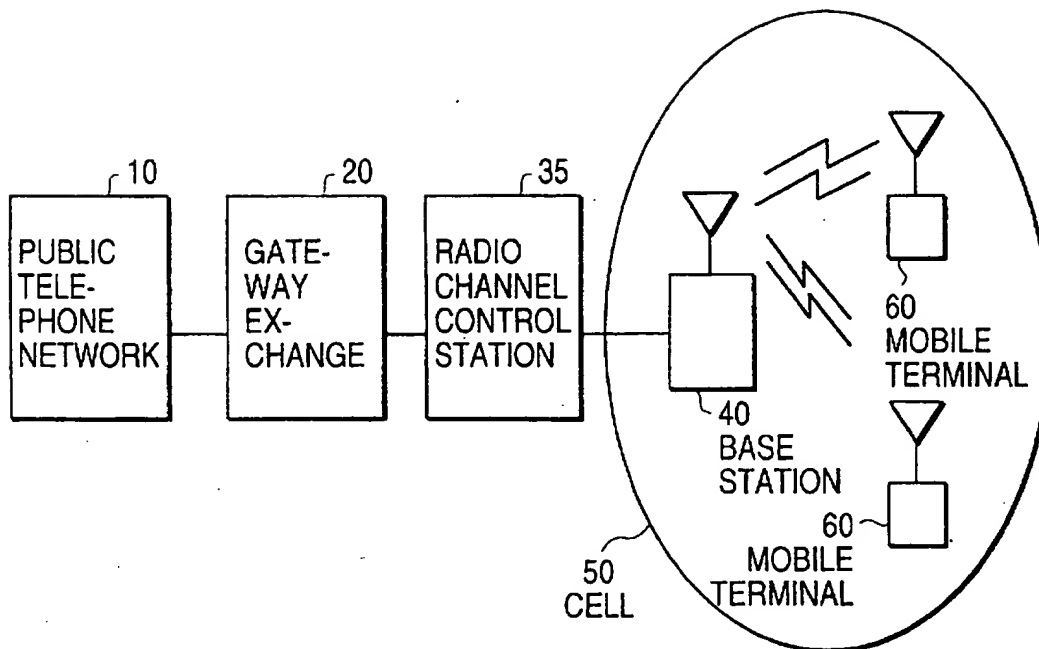 10
PUBLIC
TELE-
PHONE
NETWORK
20
GATE-
WAY
EX-
CHANGE
35
RADIO
CHANNEL
CONTROL
STATION
40
BASE
STATION
60
MOBILE
TERMINAL
60
MOBILE
TERMINAL
50
CELL